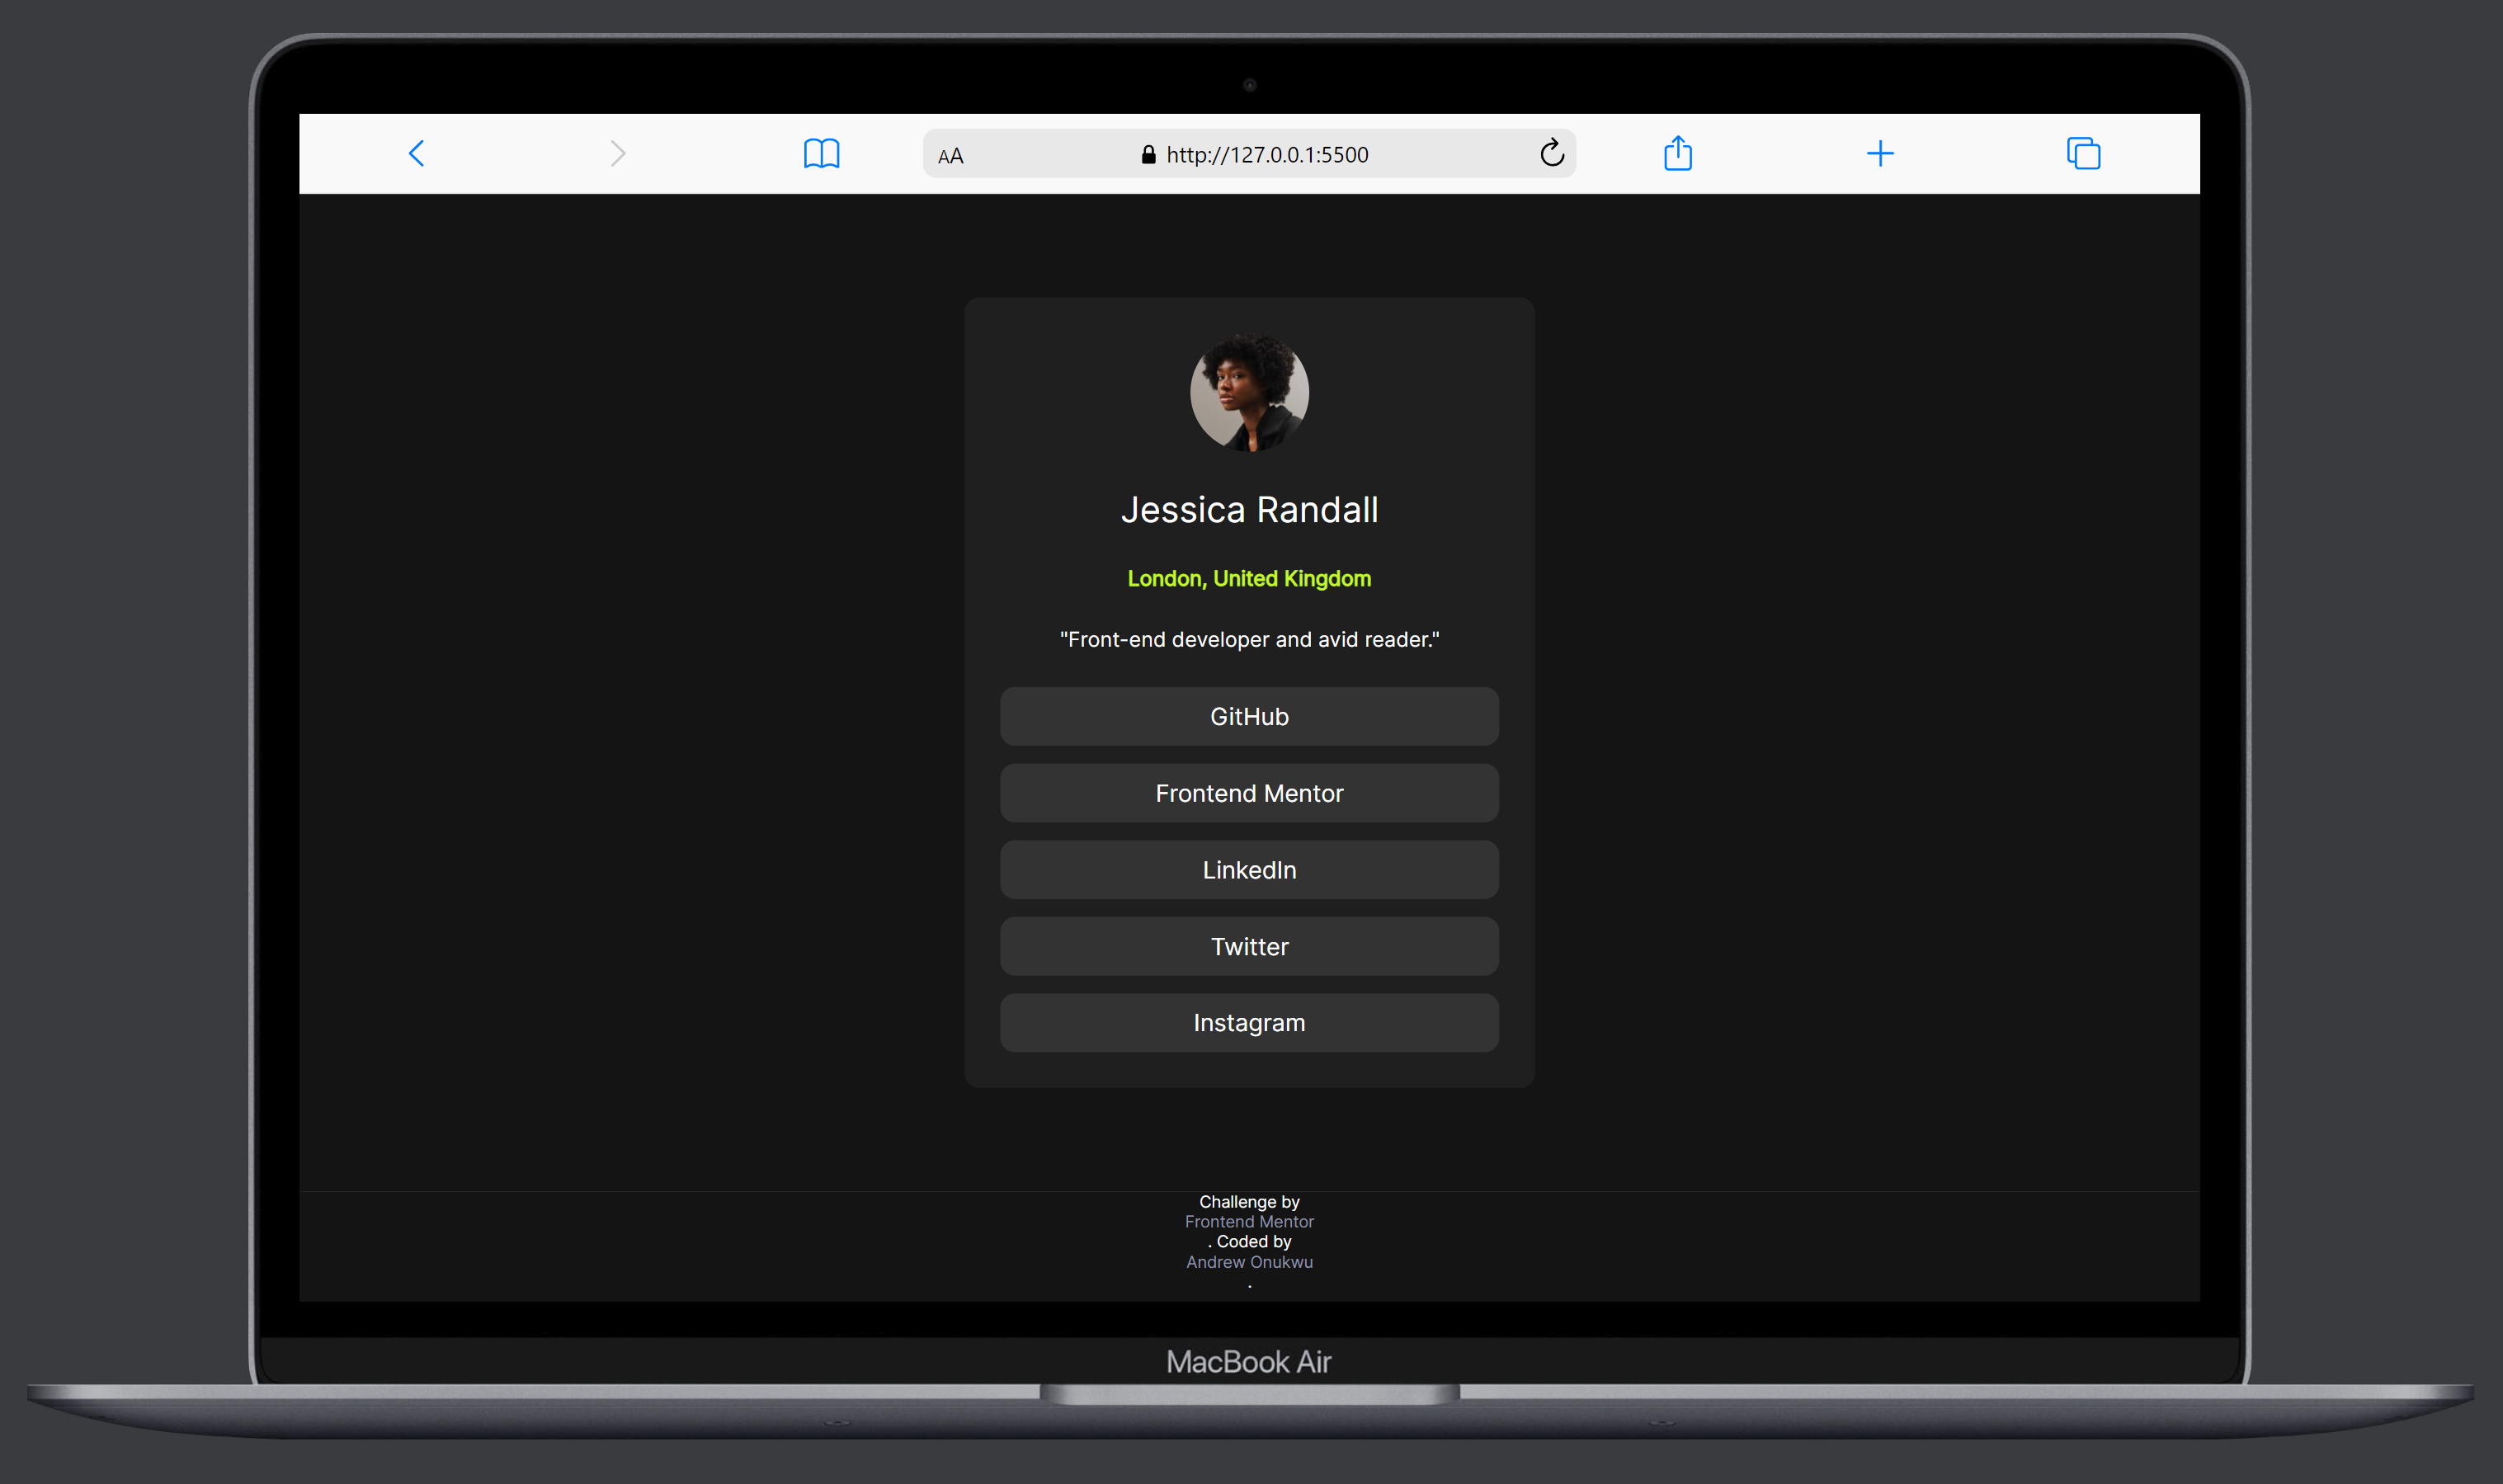 AA
http://127.0.0.1:5500
Jessica Randall
London, United Kingdom
"Front-end developer and avid reader."
GitHub
Frontend Mentor
LinkedIn
Twitter
Instagram
Challenge by
Frontend Mentor
. Coded by
Andrew Onukwu
.
MacBook Air